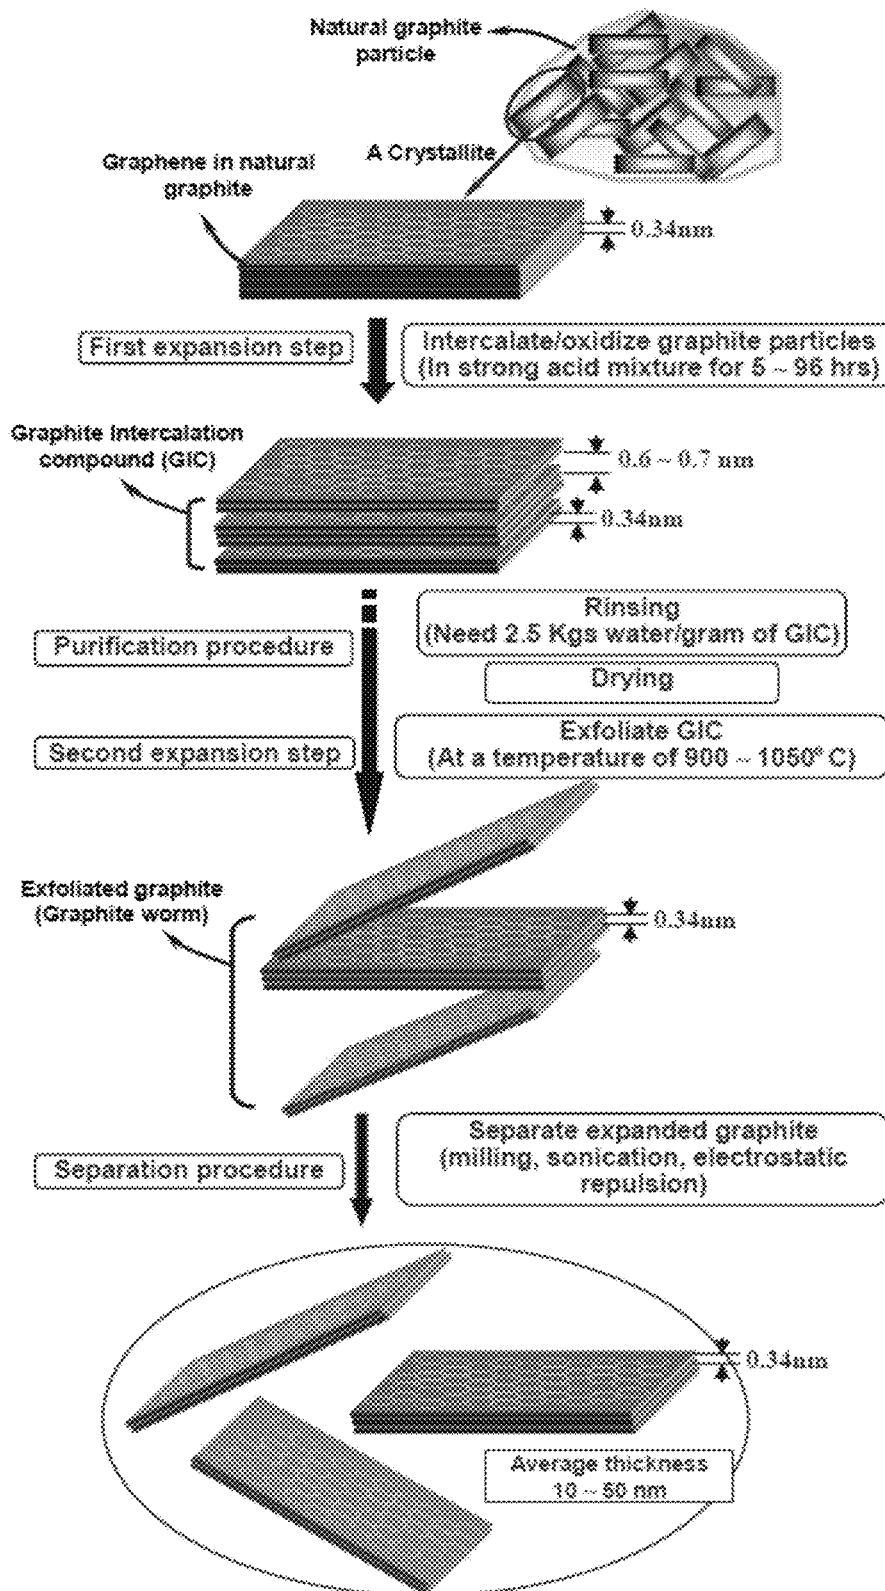 Natural graphite
particle
A Crystallite
Graphene in natural
graphite
0.34nm
First expansion step
Intercalate/oxidize graphite particles
(In strong acid mixture for 5 ~ 96 hrs)
Graphite Intercalation
compound (GIC)
0.6 ~ 0.7 nm
0.34nm
Rinsing
(Need 2.5 Kgs water/gram of GIC)
Purification procedure
Drying
Second expansion step
Exfoliate GIC
(At a temperature of 900 ~ 1050° C)
Exfoliated graphite
(Graphite worm)
0.34nm
Separation procedure
Separate expanded graphite
(milling, sonication, electrostatic
repulsion)
0.34nm
Average thickness
10 ~ 50 nm